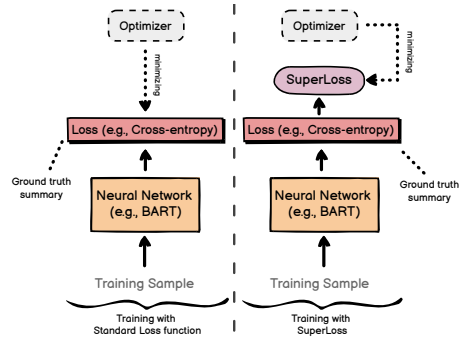 Optimizer
minimizing
Loss (e.g., Cross-entropy)
Ground truth
summary
Neural Network
(e.g., BART)
Training Sample
Training with
Standard Loss function
Optimizer
minimizing
SuperLoss
Loss (e.g., Cross-entropy)
Ground truth
summary
Neural Network
(e.g., BART)
Training Sample
Training with
SuperLoss